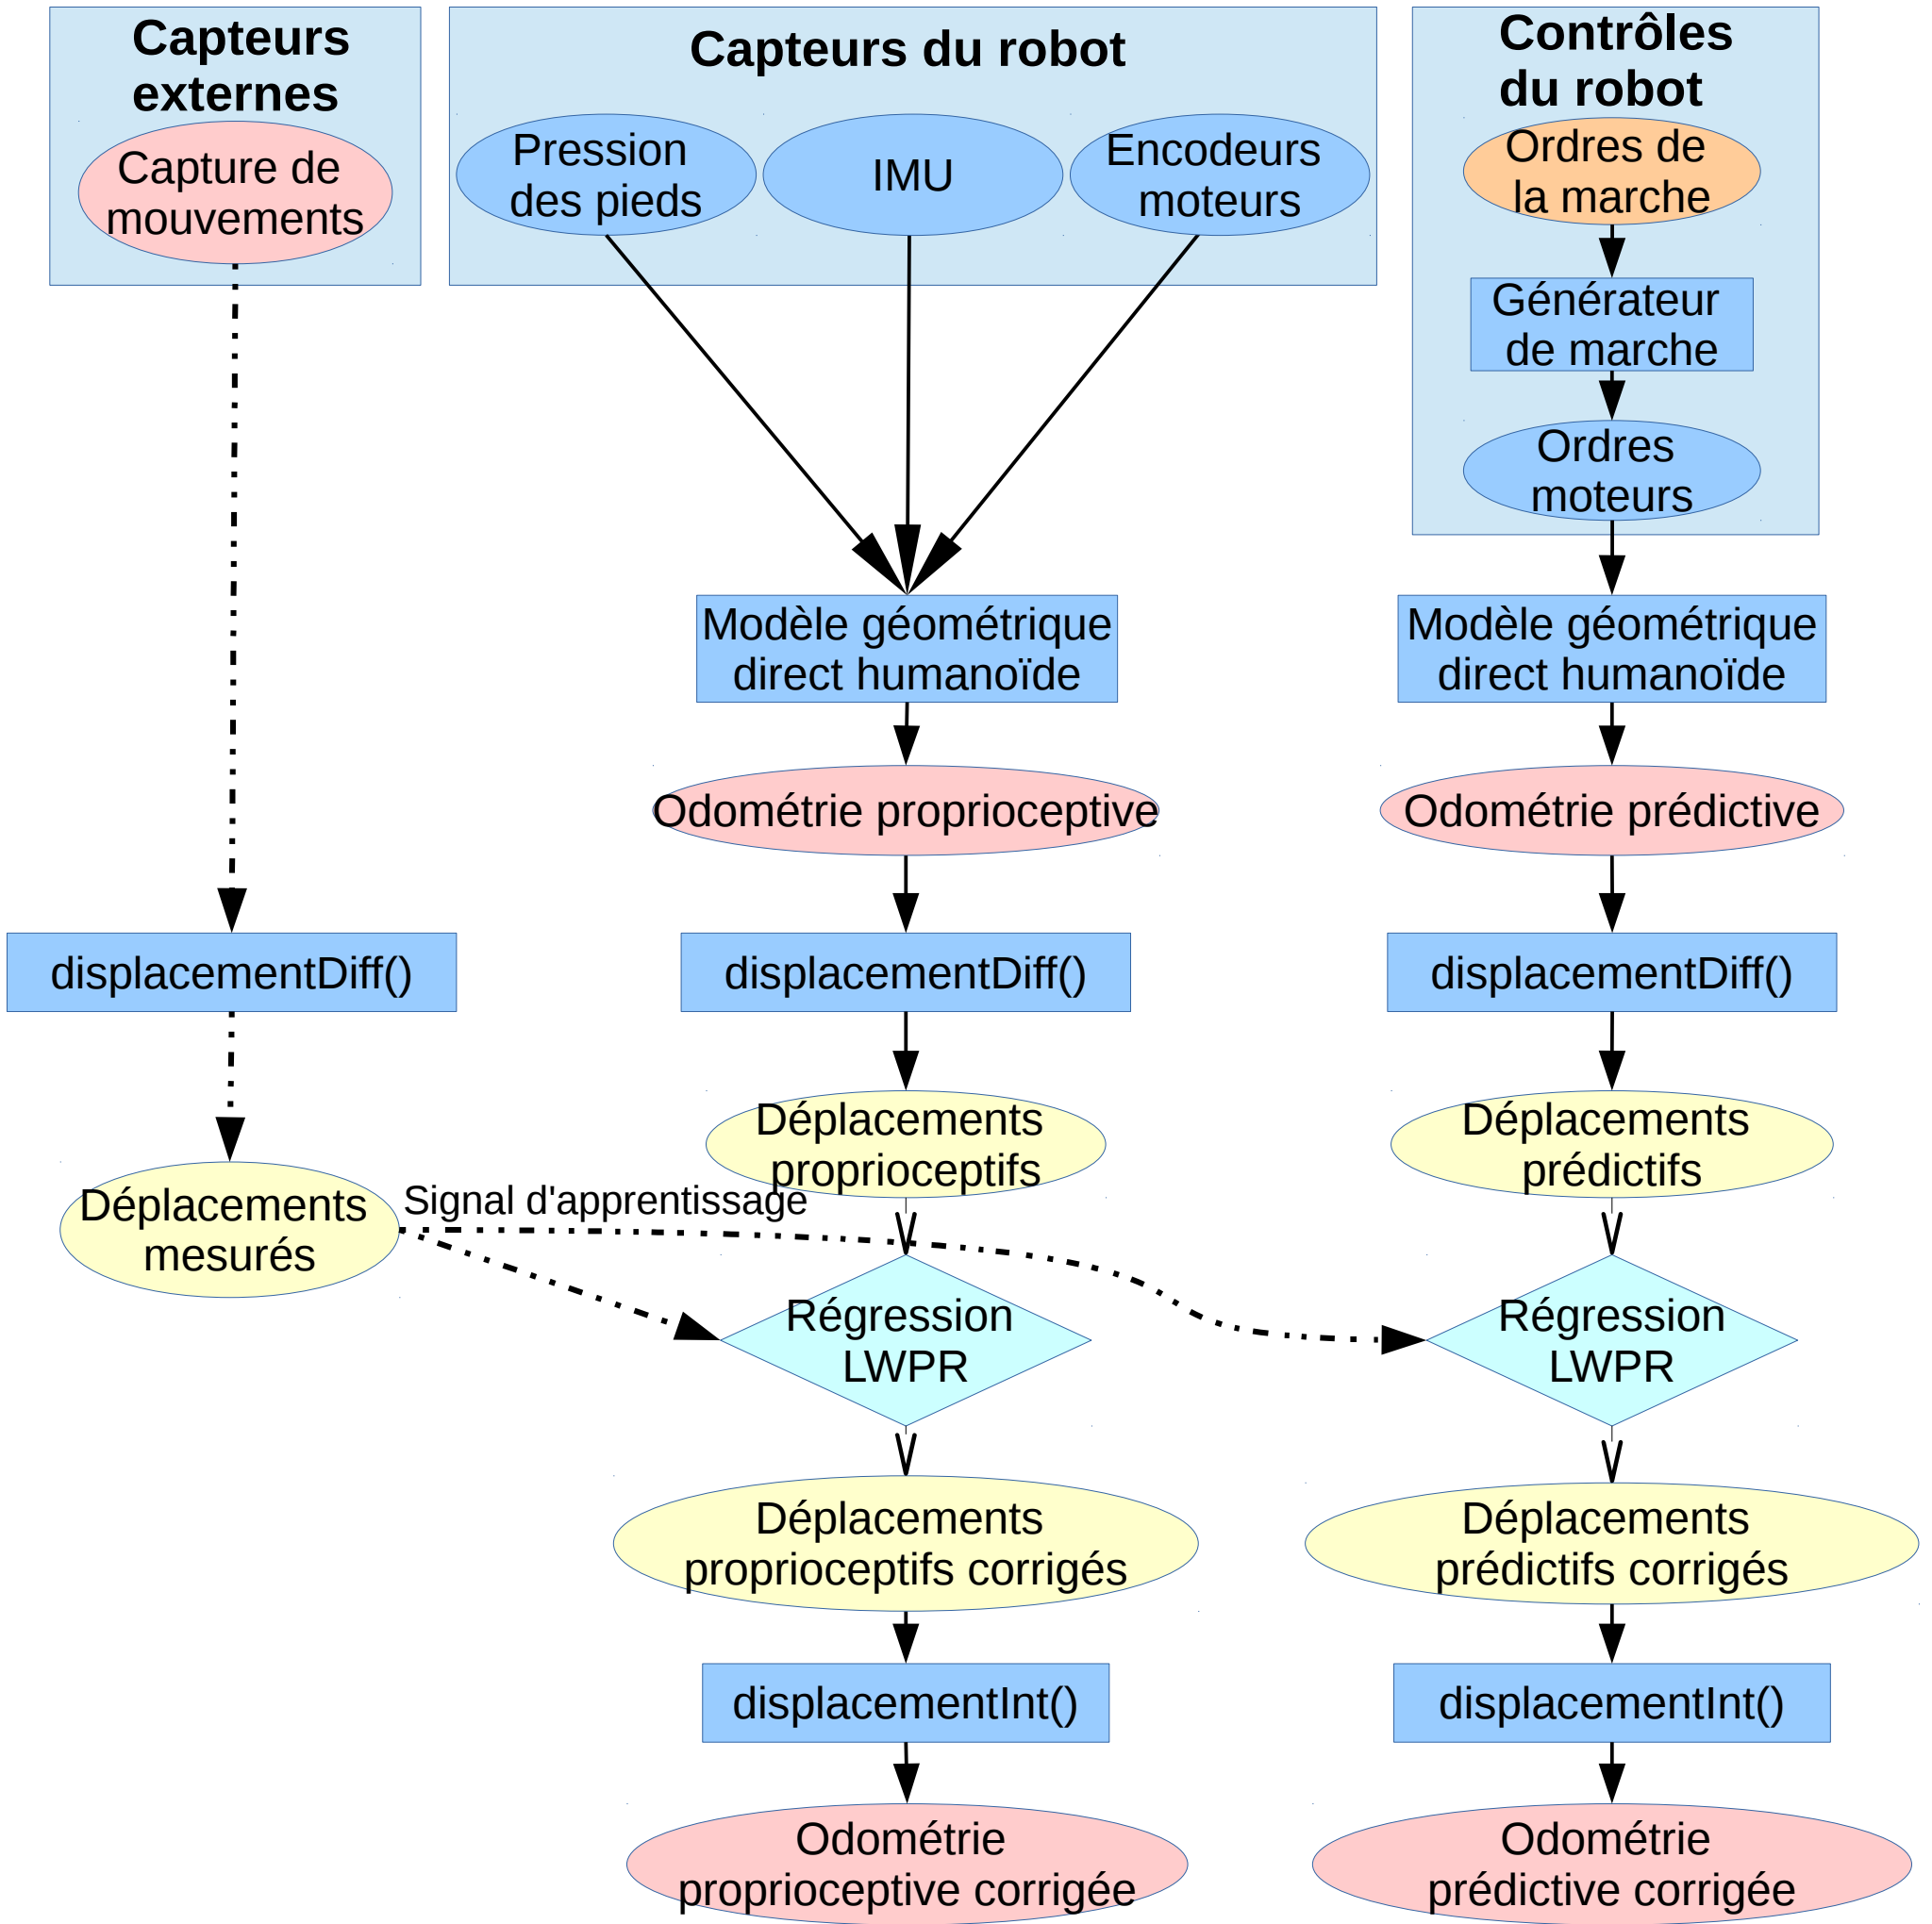 Capteurs
externes
Capture de
mouvements
Capteurs du robot
Pression
des pieds
IMU
Encodeurs
moteurs
Contrôles
du robot
Ordres de
la marche
Générateur
de marche
Ordres
moteurs
Modèle géométrique
direct humanoïde
Modèle géométrique
direct humanoïde
Odométrie proprioceptive
Odométrie prédictive
displacementDiff()
displacementDiff()
displacementDiff()
Déplacements
proprioceptifs
Déplacements
prédictifs
Déplacements
mesurés
Signal d'apprentissage
Régression
LWPR
Régression
LWPR
Déplacements
proprioceptifs corrigés
Déplacements
prédictifs corrigés
displacementInt()
displacementInt()
Odométrie
proprioceptive corrigée
Odométrie
prédictive corrigée